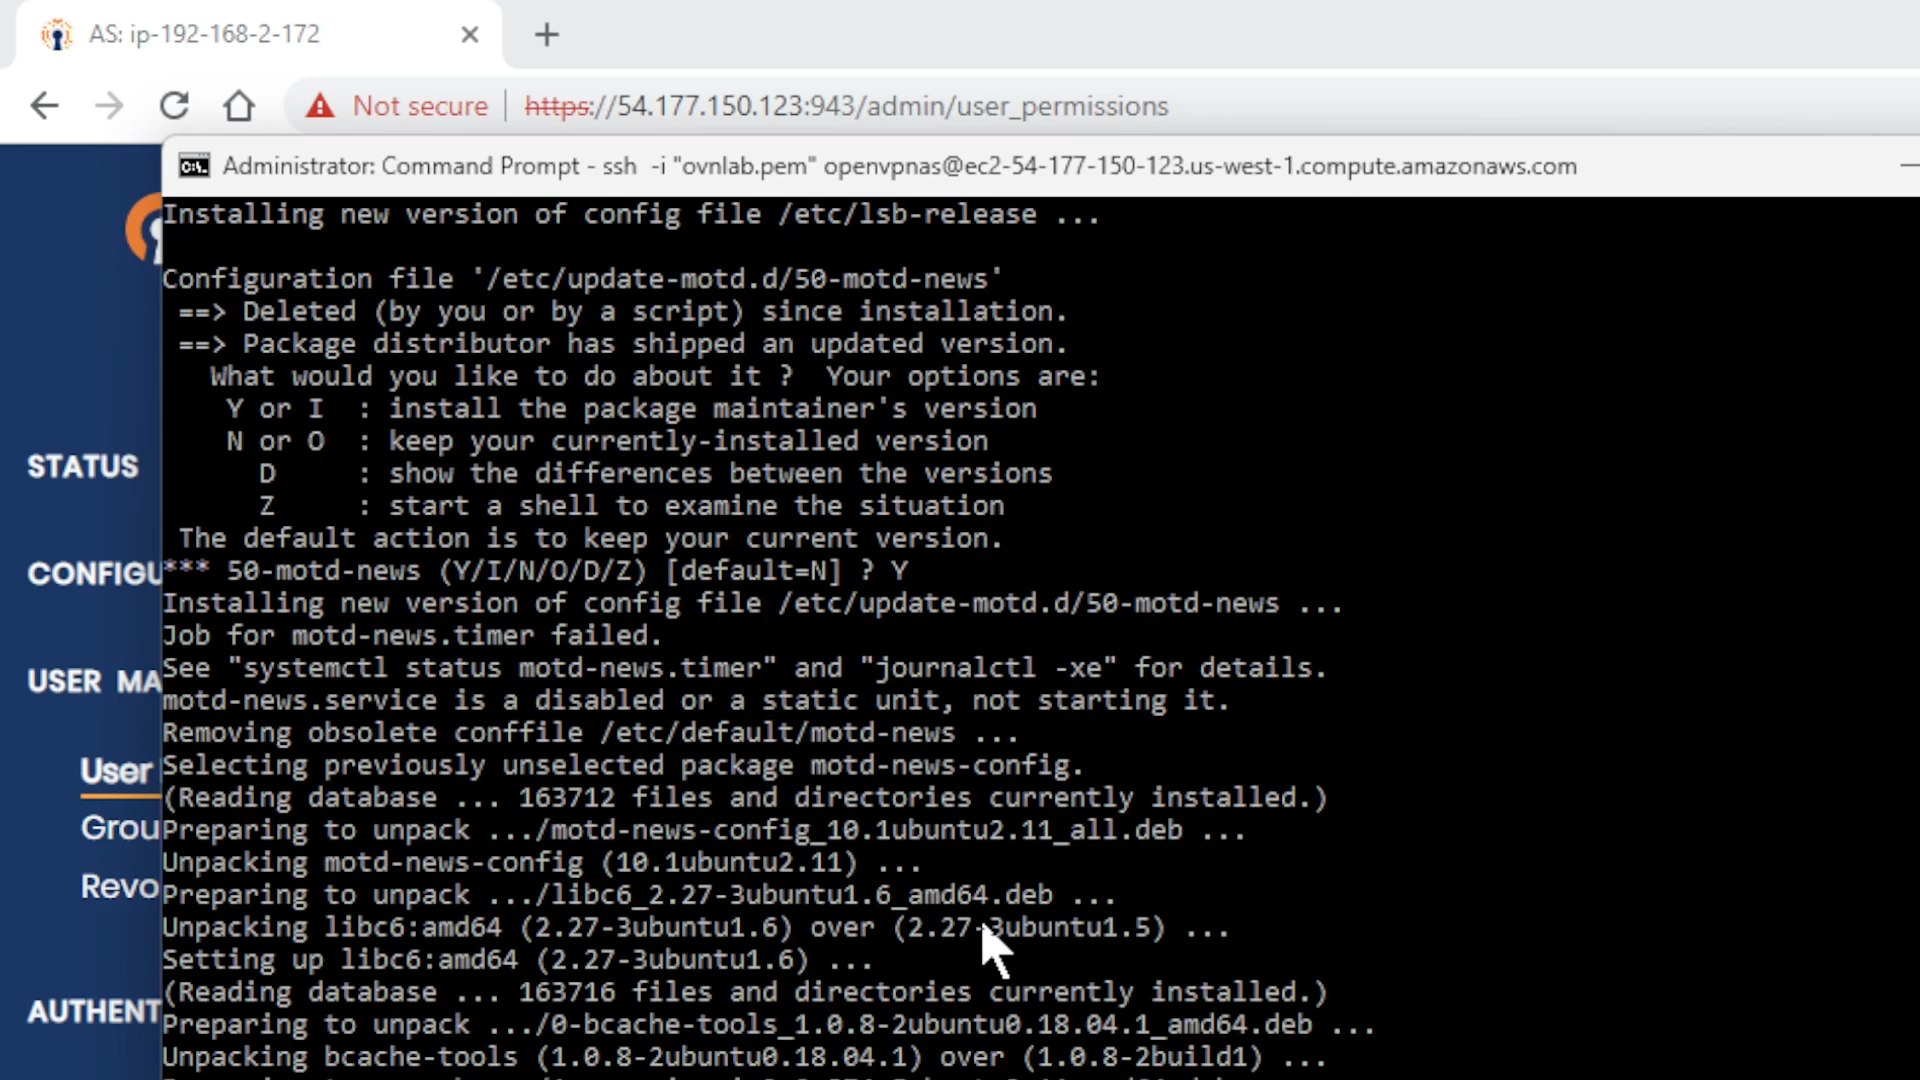 AS: ip-192-168-2-172
Not secure
https://54.177.150.123:943/admin/user_permissions
Administrator: Command Prompt - ssh -i "ovnlab.pem" openvpnas@ec2-54-177-150-123.us-west-1.compute.amazonaws.com
Installing new version of config file /etc/lsb-release ...
Configuration file '/etc/update-motd.d/50-motd-news'
==> Deleted (by you or by a script) since installation.
==> Package distributor has shipped an updated version.
What would you like to do about it ?  Your options are:
Y or I  : install the package maintainer's version
N or O  : keep your currently-installed version
D     : show the differences between the versions
Z     : start a shell to examine the situation
The default action is to keep your current version.
*** 50-motd-news (Y/I/N/O/D/Z) [default=N] ? Y
Installing new version of config file /etc/update-motd.d/50-motd-news ...
Job for motd-news.timer failed.
See "systemctl status motd-news.timer" and "journalctl -xe" for details.
motd-news.service is a disabled or a static unit, not starting it.
Removing obsolete conffile /etc/default/motd-news ...
Selecting previously unselected package motd-news-config.
(Reading database ... 163712 files and directories currently installed.)
Preparing to unpack .../motd-news-config_10.1ubuntu2.11_all.deb ...
Unpacking motd-news-config (10.1ubuntu2.11) ...
Preparing to unpack .../libc6_2.27-3ubuntu1.6_amd64.deb ...
Unpacking libc6:amd64 (2.27-3ubuntu1.6) over (2.27-3ubuntu1.5) ...
Setting up libc6:amd64 (2.27-3ubuntu1.6) ...
(Reading database ... 163716 files and directories currently installed.)
Preparing to unpack .../0-bcache-tools_1.0.8-2ubuntu0.18.04.1_amd64.deb ...
Unpacking bcache-tools (1.0.8-2ubuntu0.18.04.1) over (1.0.8-2build1) ...
STATUS
CONFIGU
USER MA
User
Grou
Revo
AUTHENT